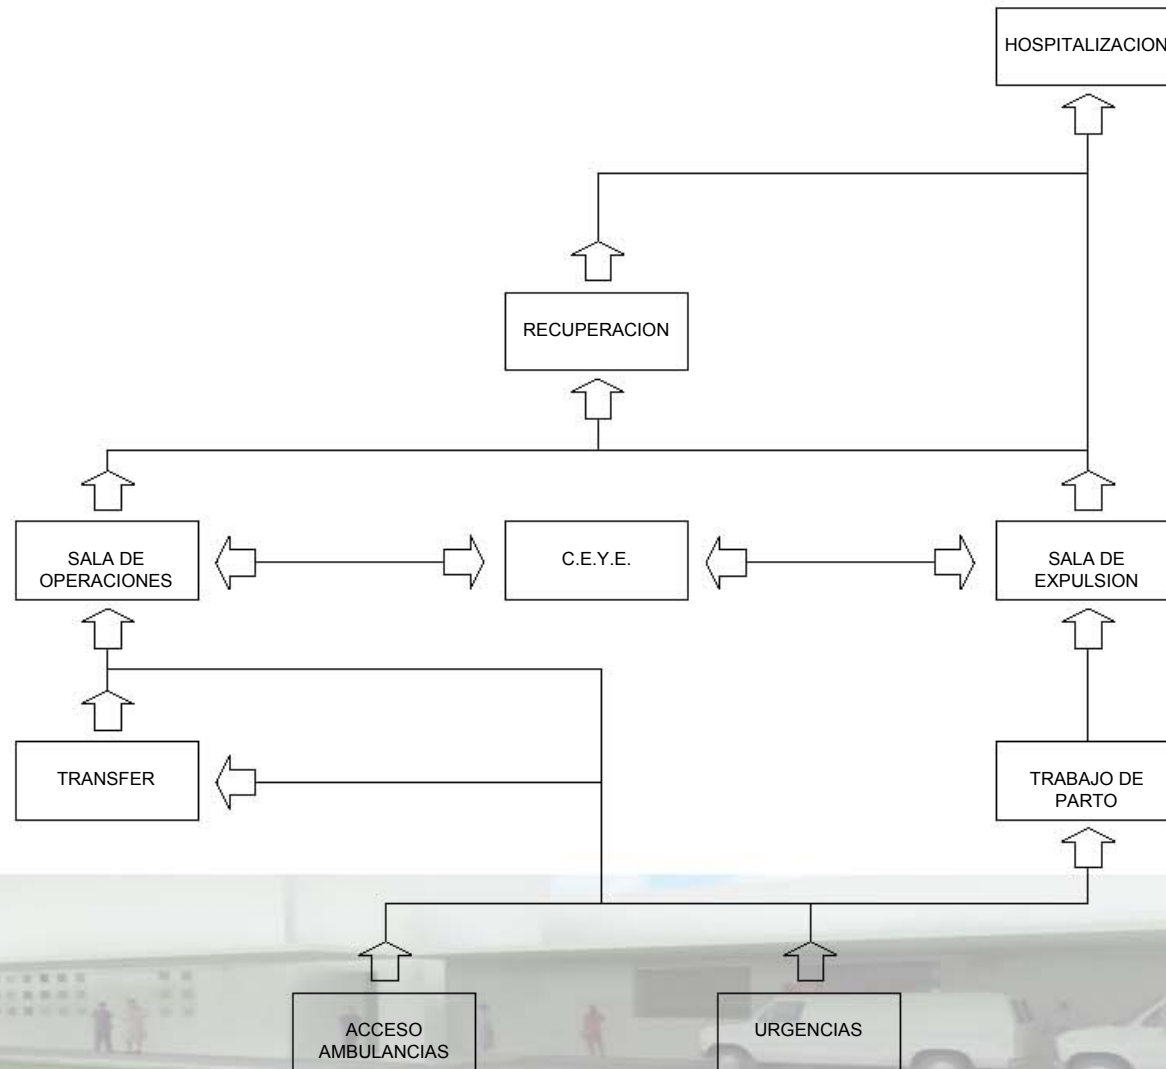 HOSPITALIZACION
RECUPERACION
SALA DE
OPERACIONES
C.E.Y.E.
SALA DE
EXPULSION
TRANSFER
TRABAJO DE
PARTO
ACCESO
AMBULANCIAS
URGENCIAS